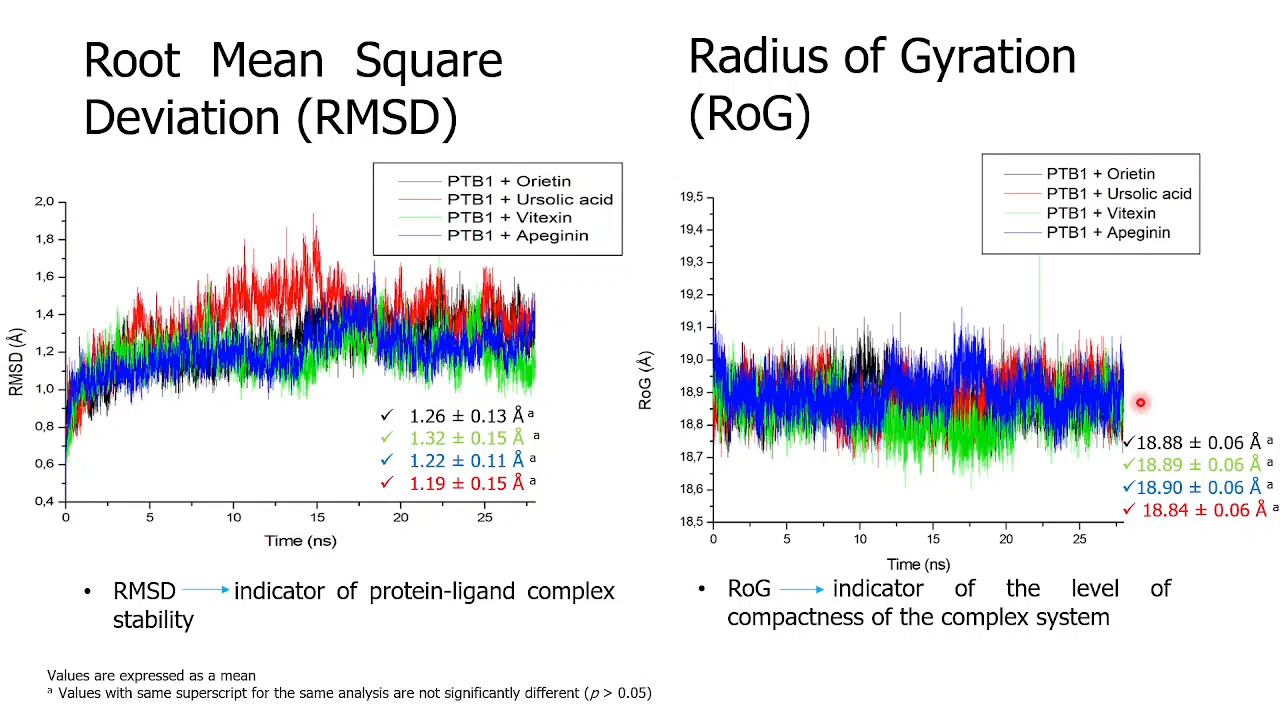 Root Mean Square
Deviation (RMSD)
PTB1 + Orietin
PTB1 + Ursolic acid
PTB1 + Vitexin
PTB1 + Apeginin
2,0
1,8
1,6
1,4
1,2
1,0
0,8
0,6
0,4
RMSD (Å)
0 5 10 15 20 25
Time (ns)
✓ 1.26 ± 0.13 Å a
✓ 1.32 ± 0.15 Å a
✓ 1.22 ± 0.11 Å a
✓ 1.19 ± 0.15 Å a
• RMSD → indicator of protein-ligand complex
stability
Radius of Gyration
(RoG)
PTB1 + Orietin
PTB1 + Ursolic acid
PTB1 + Vitexin
PTB1 + Apeginin
19,5
19,4
19,3
19,2
19,1
19,0
18,9
18,8
18,7
18,6
18,5
RoG (Å)
0 5 10 15 20 25
Time (ns)
✓18.88 ± 0.06 Å a
✓18.89 ± 0.06 Å a
✓18.90 ± 0.06 Å a
✓ 18.84 ± 0.06 Å a
• RoG → indicator of the level of
compactness of the complex system
Values are expressed as a mean
a Values with same superscript for the same analysis are not significantly different (p > 0.05)